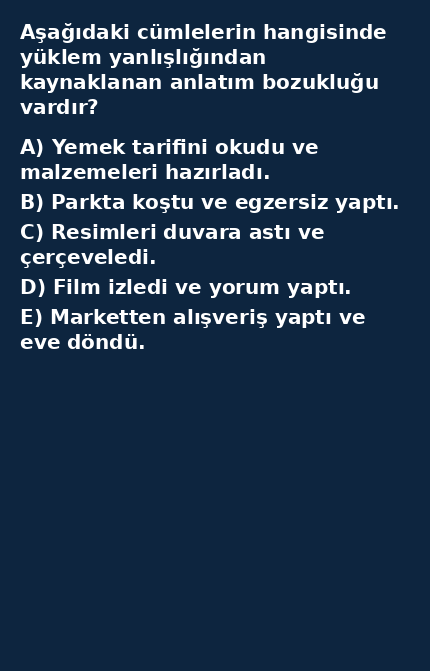 Aşağıdaki cümlelerin hangisinde
yüklem yanlışlığından
kaynaklanan anlatım bozukluğu
vardır?
A) Yemek tarifini okudu ve
malzemeleri hazırladı.
B) Parkta koştu ve egzersiz yaptı.
C) Resimleri duvara astı ve
çerçeveledi.
D) Film izledi ve yorum yaptı.
E) Marketten alışveriş yaptı ve
eve döndü.